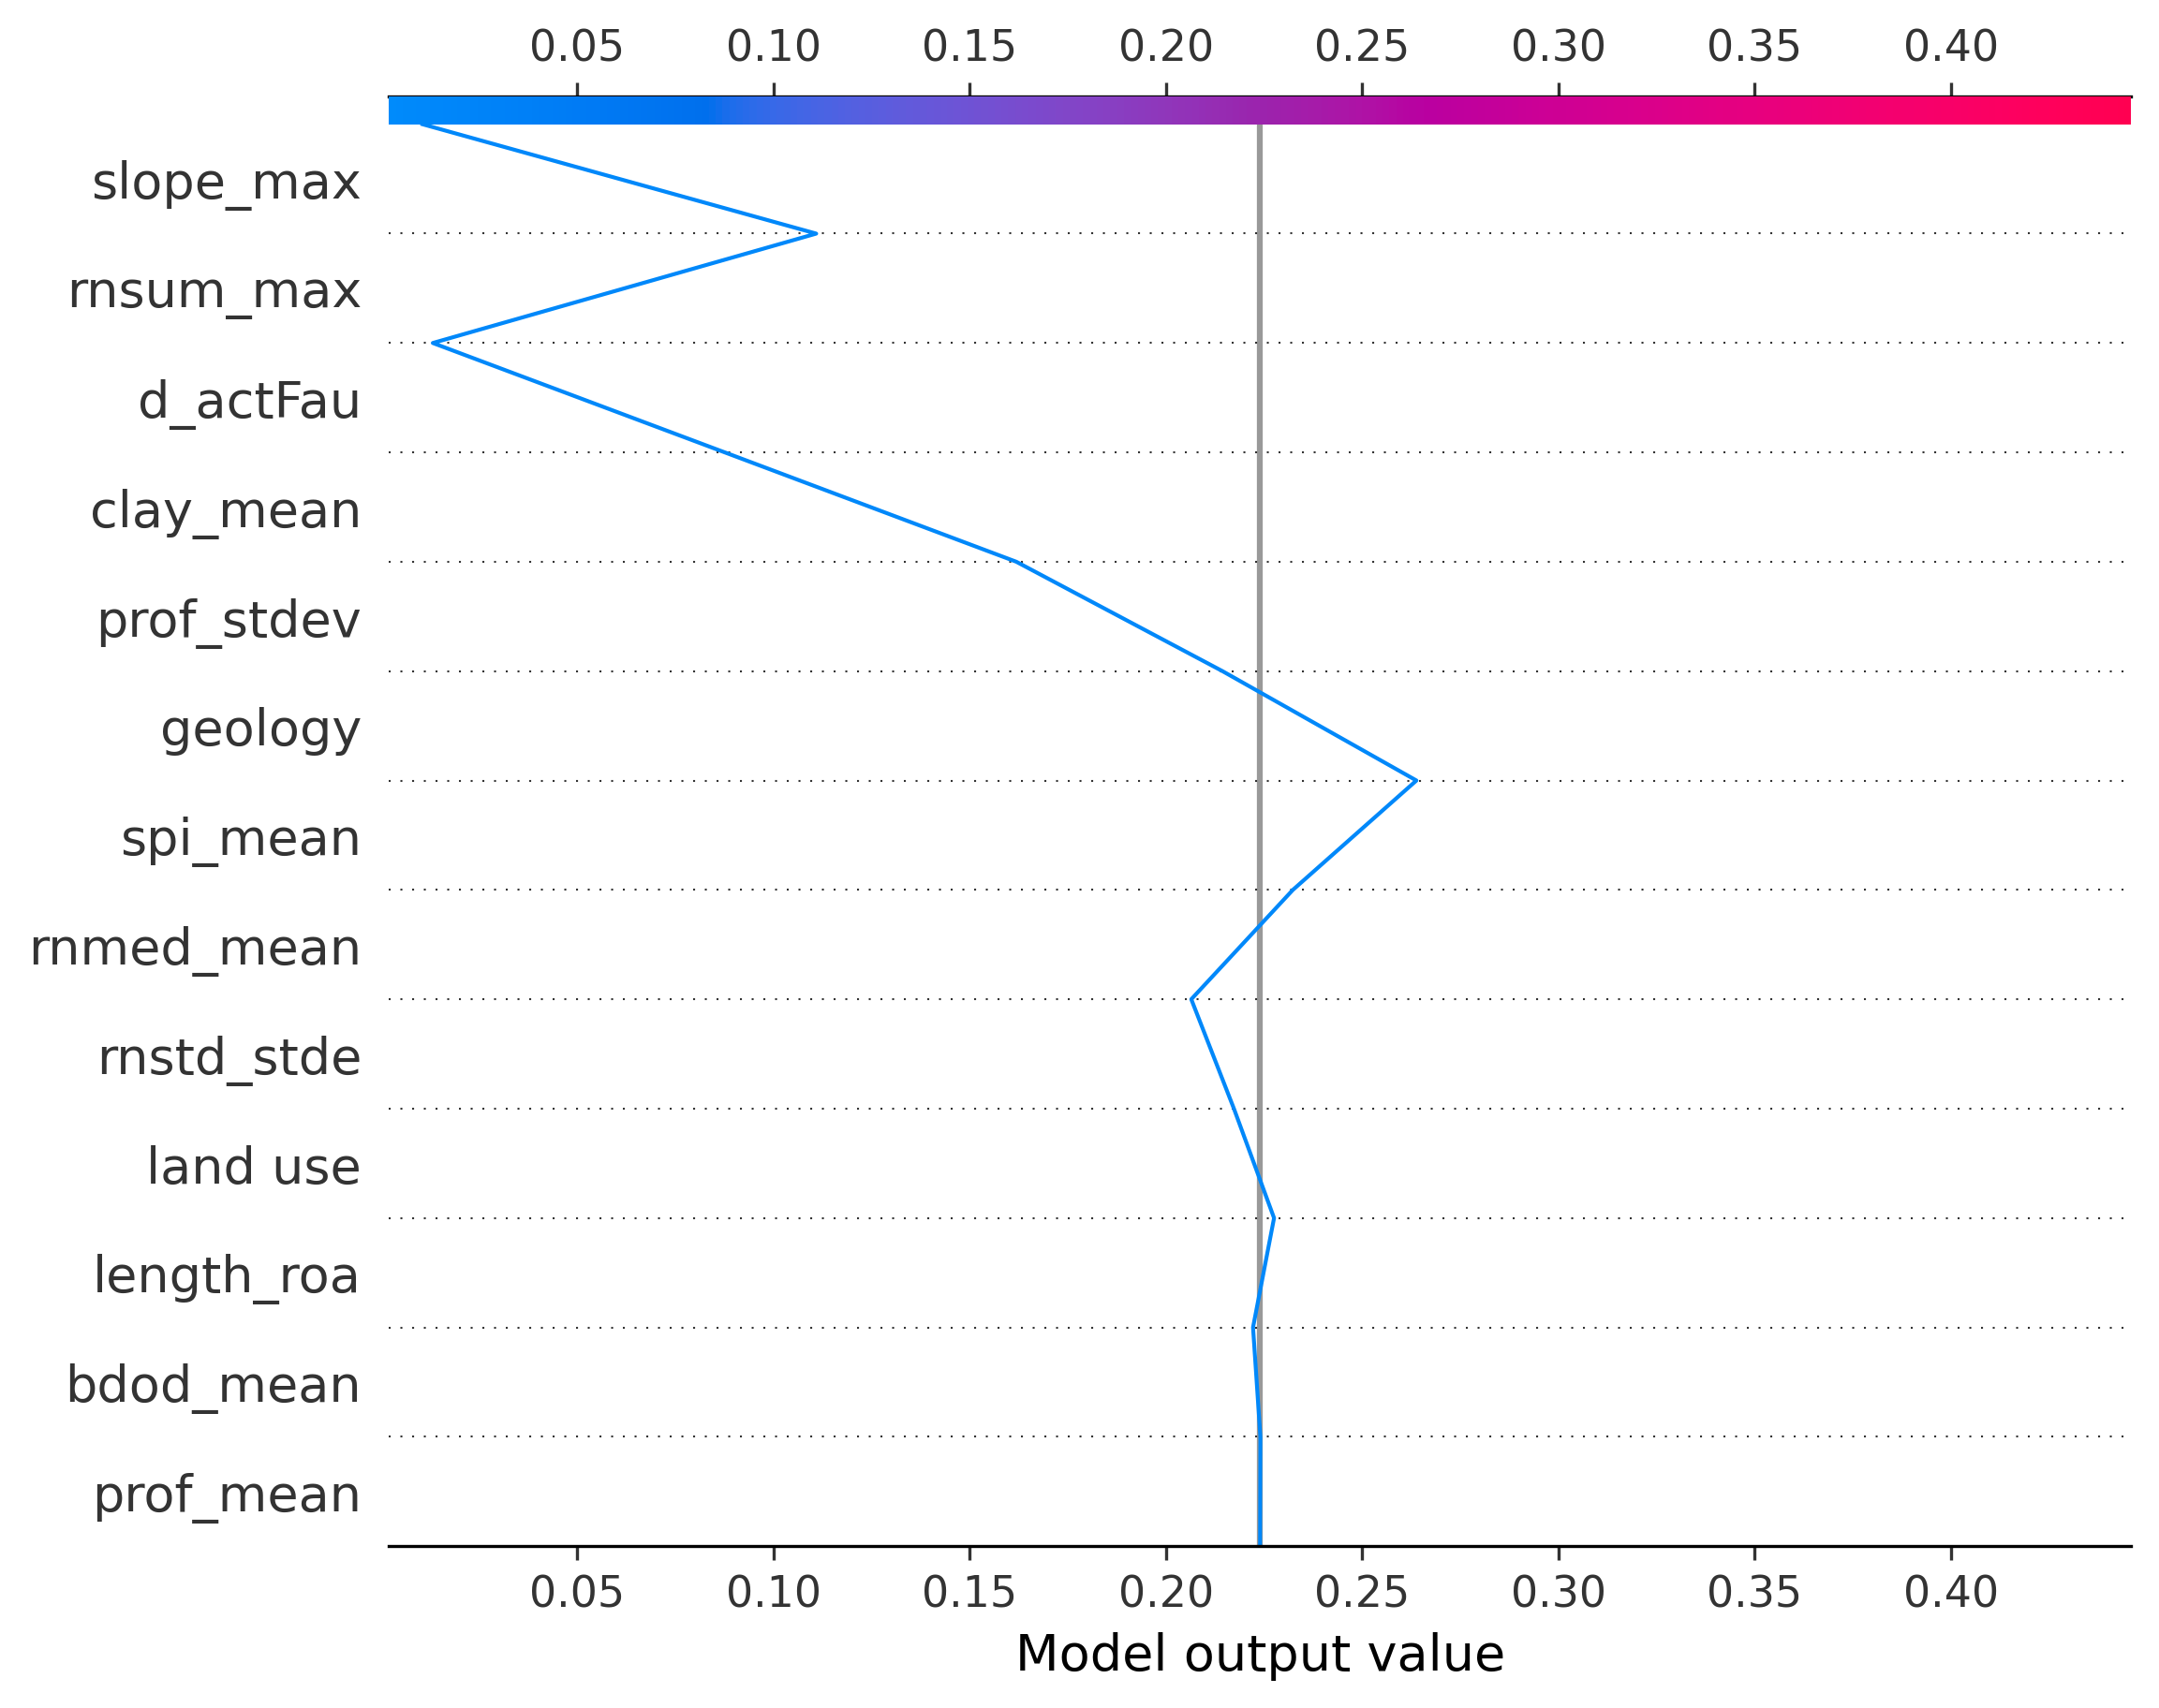 0.05 0.10 0.15 0.20 0.25 0.30 0.35 0.40
slope_max
rnsum_max
d_actFau
clay_mean
prof_stdev
geology
spi_mean
rnmed_mean
rnstd_stde
land use
length_roa
bdod_mean
prof_mean
0.05 0.10 0.15 0.20 0.25 0.30 0.35 0.40
Model output value